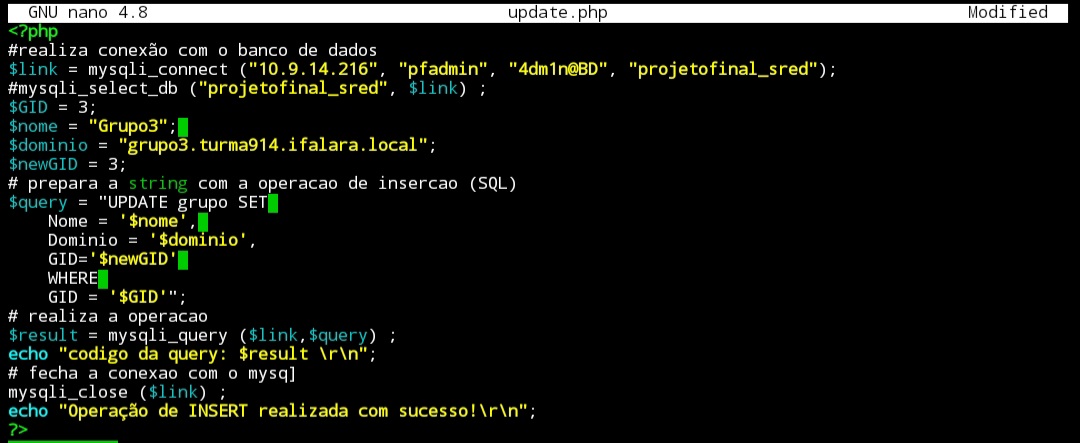 GNU nano 4.8 update.php Modified
<?php
#realiza conexão com o banco de dados
$link = mysqli_connect ("10.9.14.216", "pfadmin", "4dm1n@BD", "projetofinal_sred");
#mysqli_select_db ("projetofinal_sred", $link) ;
$GID = 3;
$nome = "Grupo3";
$dominio = "grupo3.turma914.ifalara.local";
$newGID = 3;
# prepara a string com a operacao de insercao (SQL)
$query = "UPDATE grupo SET
Nome = '$nome',
Dominio = '$dominio',
GID='$newGID'
WHERE
GID = '$GID'";
# realiza a operacao
$result = mysqli_query ($link,$query) ;
echo "codigo da query: $result \r\n";
# fecha a conexao com o mysq]
mysqli_close ($link) ;
echo "Operação de INSERT realizada com sucesso!\r\n";
?>